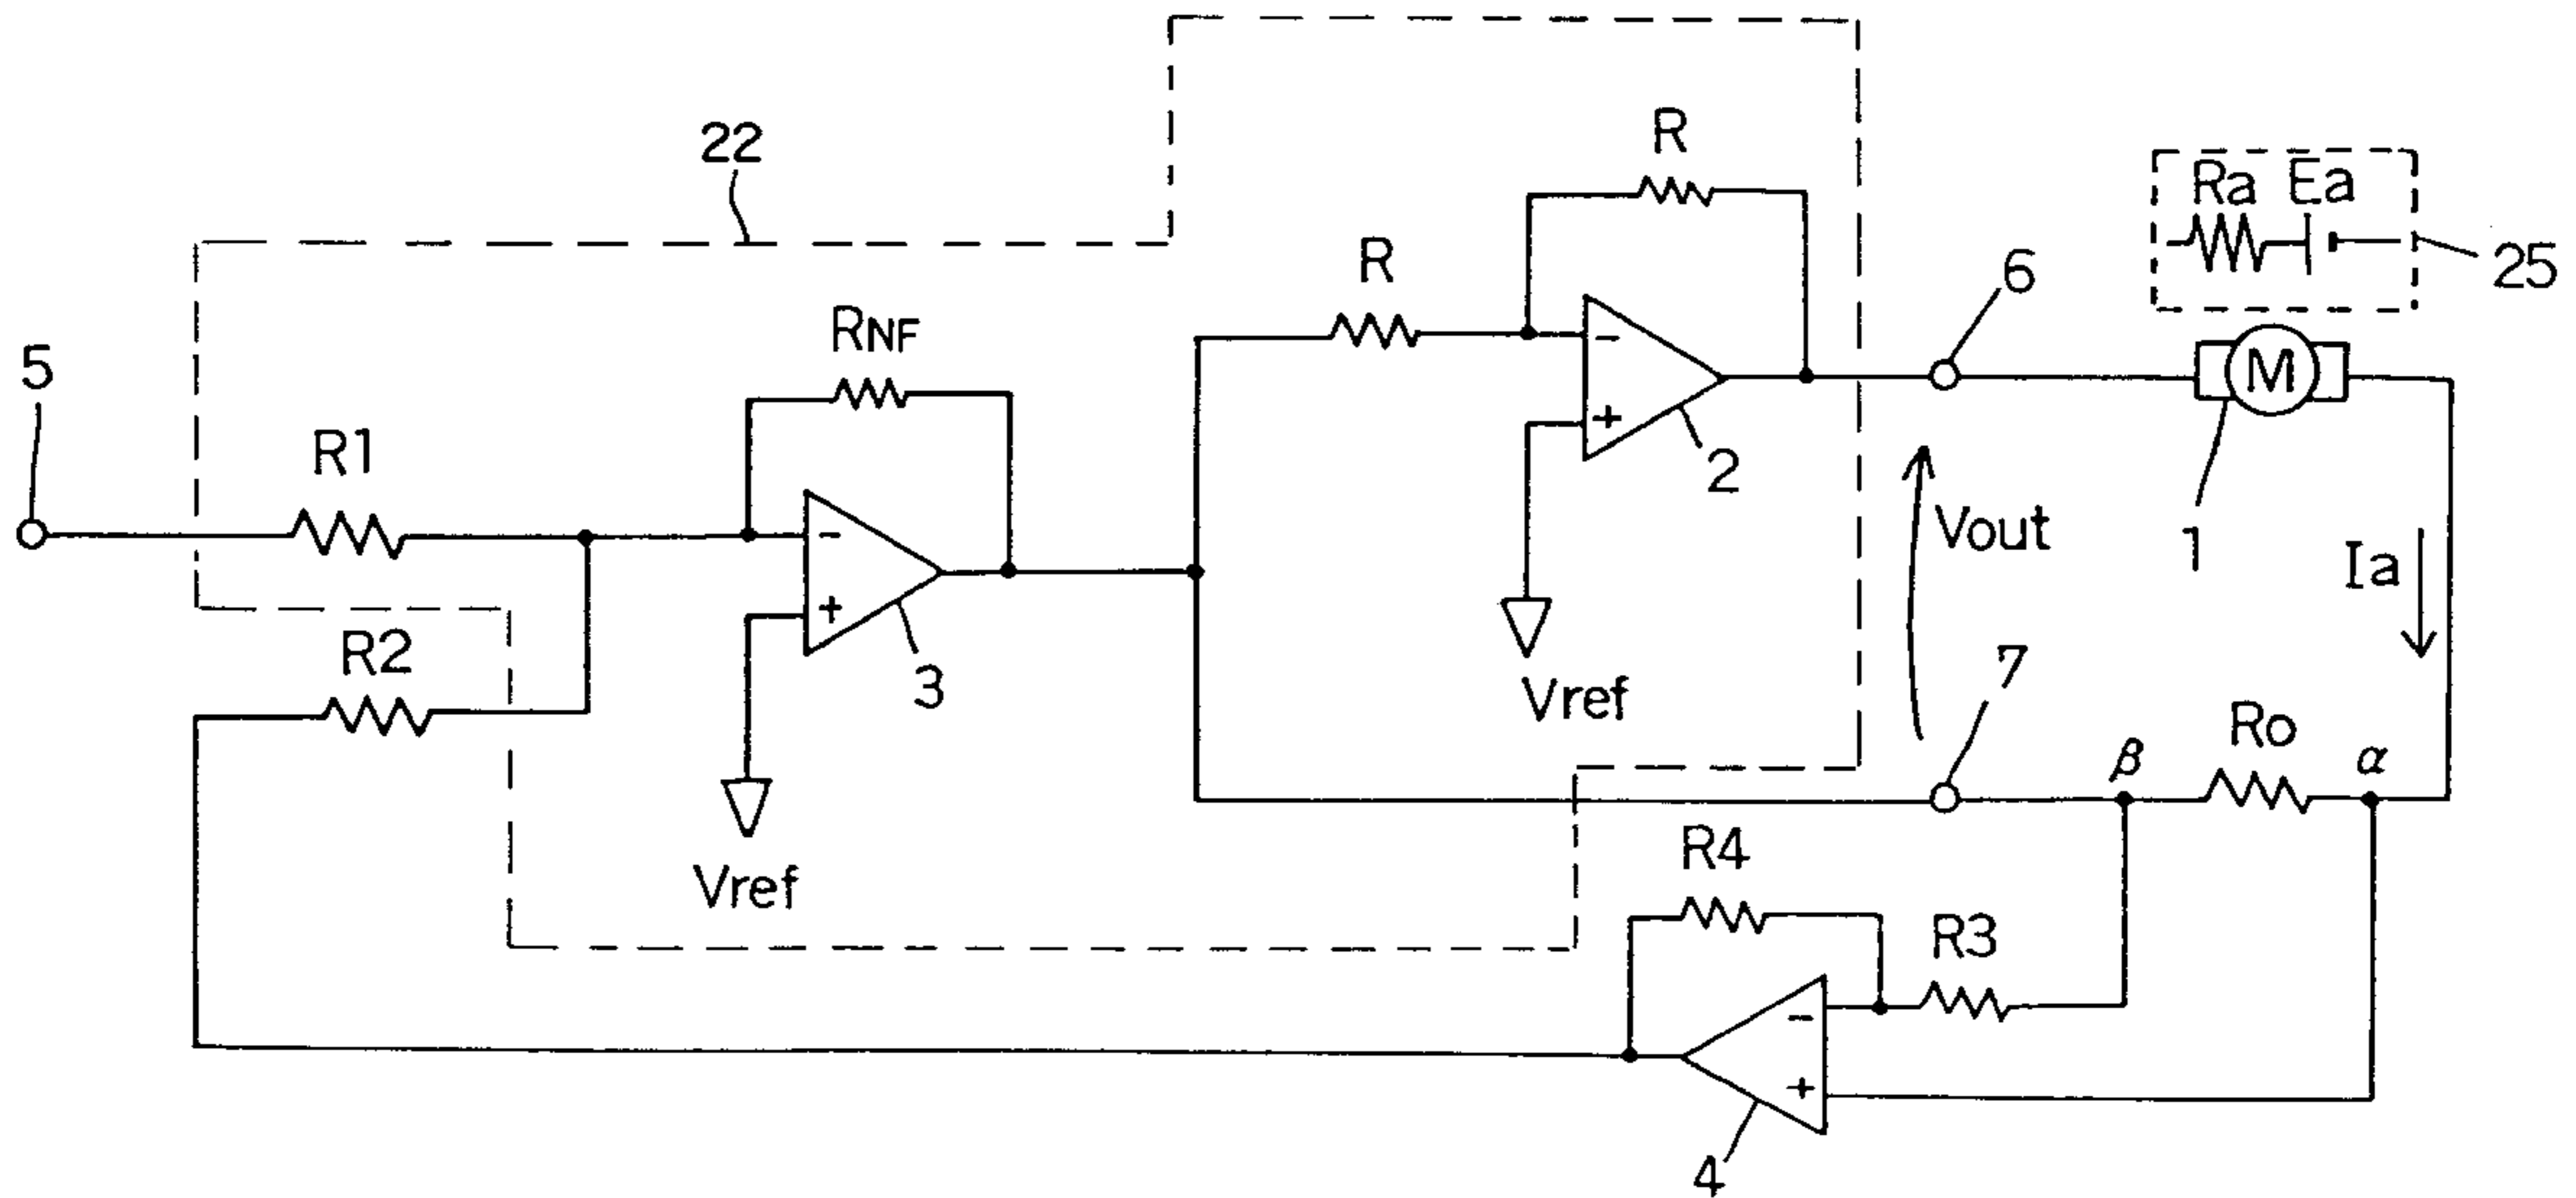 22
R
Ra Ea
25
R
6
RNF
5
M
R1
2
Vout
1
Ia
R2
3
7
Vref
Ro
β
α
R4
Vref
R3
4
-
+
-
+
-
+